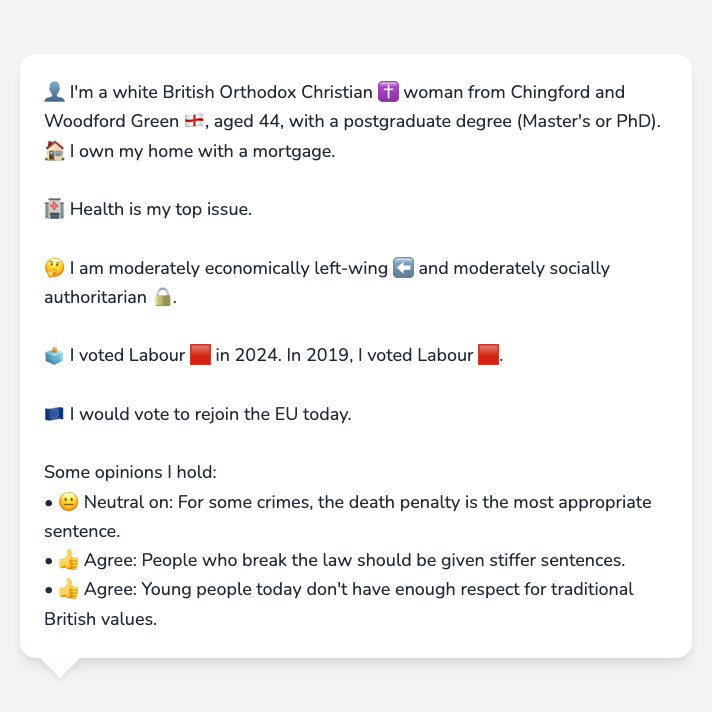 👤 I'm a white British Orthodox Christian ✝️ woman from Chingford and
Woodford Green 🏴󠁧󠁢󠁥󠁮󠁧󠁿, aged 44, with a postgraduate degree (Master's or PhD).
🏠 I own my home with a mortgage.
🏥 Health is my top issue.
🤔 I am moderately economically left-wing ⬅️ and moderately socially
authoritarian 🔒.
🗳️ I voted Labour 🟥 in 2024. In 2019, I voted Labour 🟥.
🇪🇺 I would vote to rejoin the EU today.
Some opinions I hold:
• 😐 Neutral on: For some crimes, the death penalty is the most appropriate
sentence.
• 👍 Agree: People who break the law should be given stiffer sentences.
• 👍 Agree: Young people today don't have enough respect for traditional
British values.